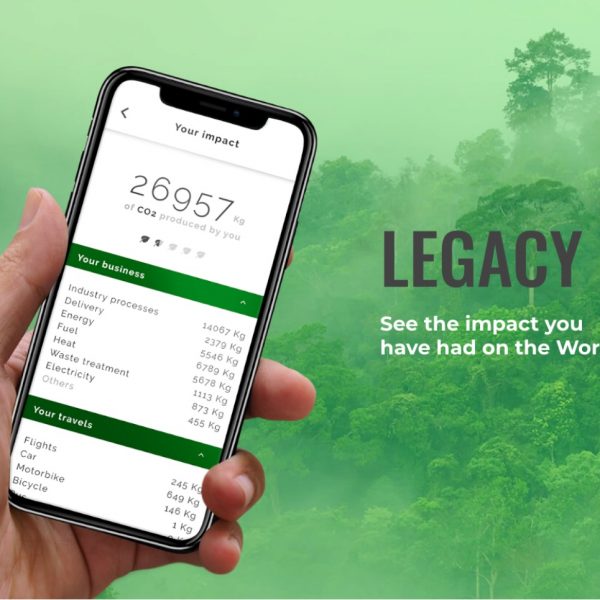 Your impact
26957 Kg
of CO2 produced by you
Your business
Industry processes 14067 Kg
Delivery 2379 Kg
Energy 5546 Kg
Fuel 6789 Kg
Heat 5678 Kg
Waste treatment 1113 Kg
Electricity 873 Kg
Others 455 Kg
Your travels
Flights 245 Kg
Car 649 Kg
Motorbike 146 Kg
Bicycle 1 Kg
LEGACY
See the impact you
have had on the Wor